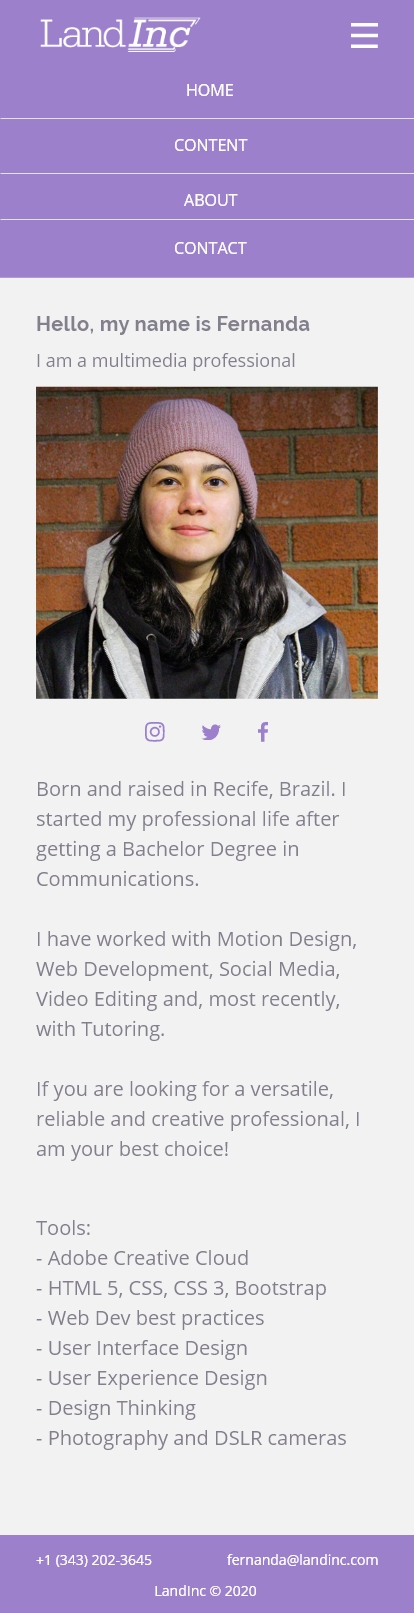 Land Inc
HOME
CONTENT
ABOUT
CONTACT
Hello, my name is Fernanda
I am a multimedia professional
Born and raised in Recife, Brazil. I
started my professional life after
getting a Bachelor Degree in
Communications.
I have worked with Motion Design,
Web Development, Social Media,
Video Editing and, most recently,
with Tutoring.
If you are looking for a versatile,
reliable and creative professional, I
am your best choice!
Tools:
- Adobe Creative Cloud
- HTML 5, CSS, CSS 3, Bootstrap
- Web Dev best practices
- User Interface Design
- User Experience Design
- Design Thinking
- Photography and DSLR cameras
+1 (343) 202-3645
fernanda@landinc.com
LandInc © 2020